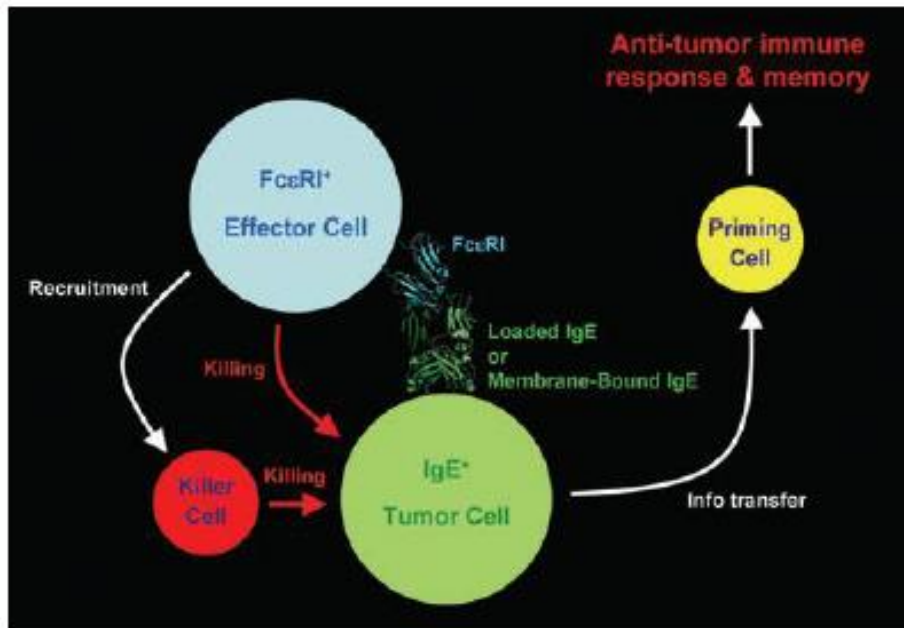 Anti-tumor immune
response & memory
FcεRI⁺
Effector Cell
Priming
Cell
FcεRI
Recruitment
Loaded IgE
or
Membrane-Bound IgE
Killing
IgE⁺
Tumor Cell
Killer
Cell
Killing
Info transfer